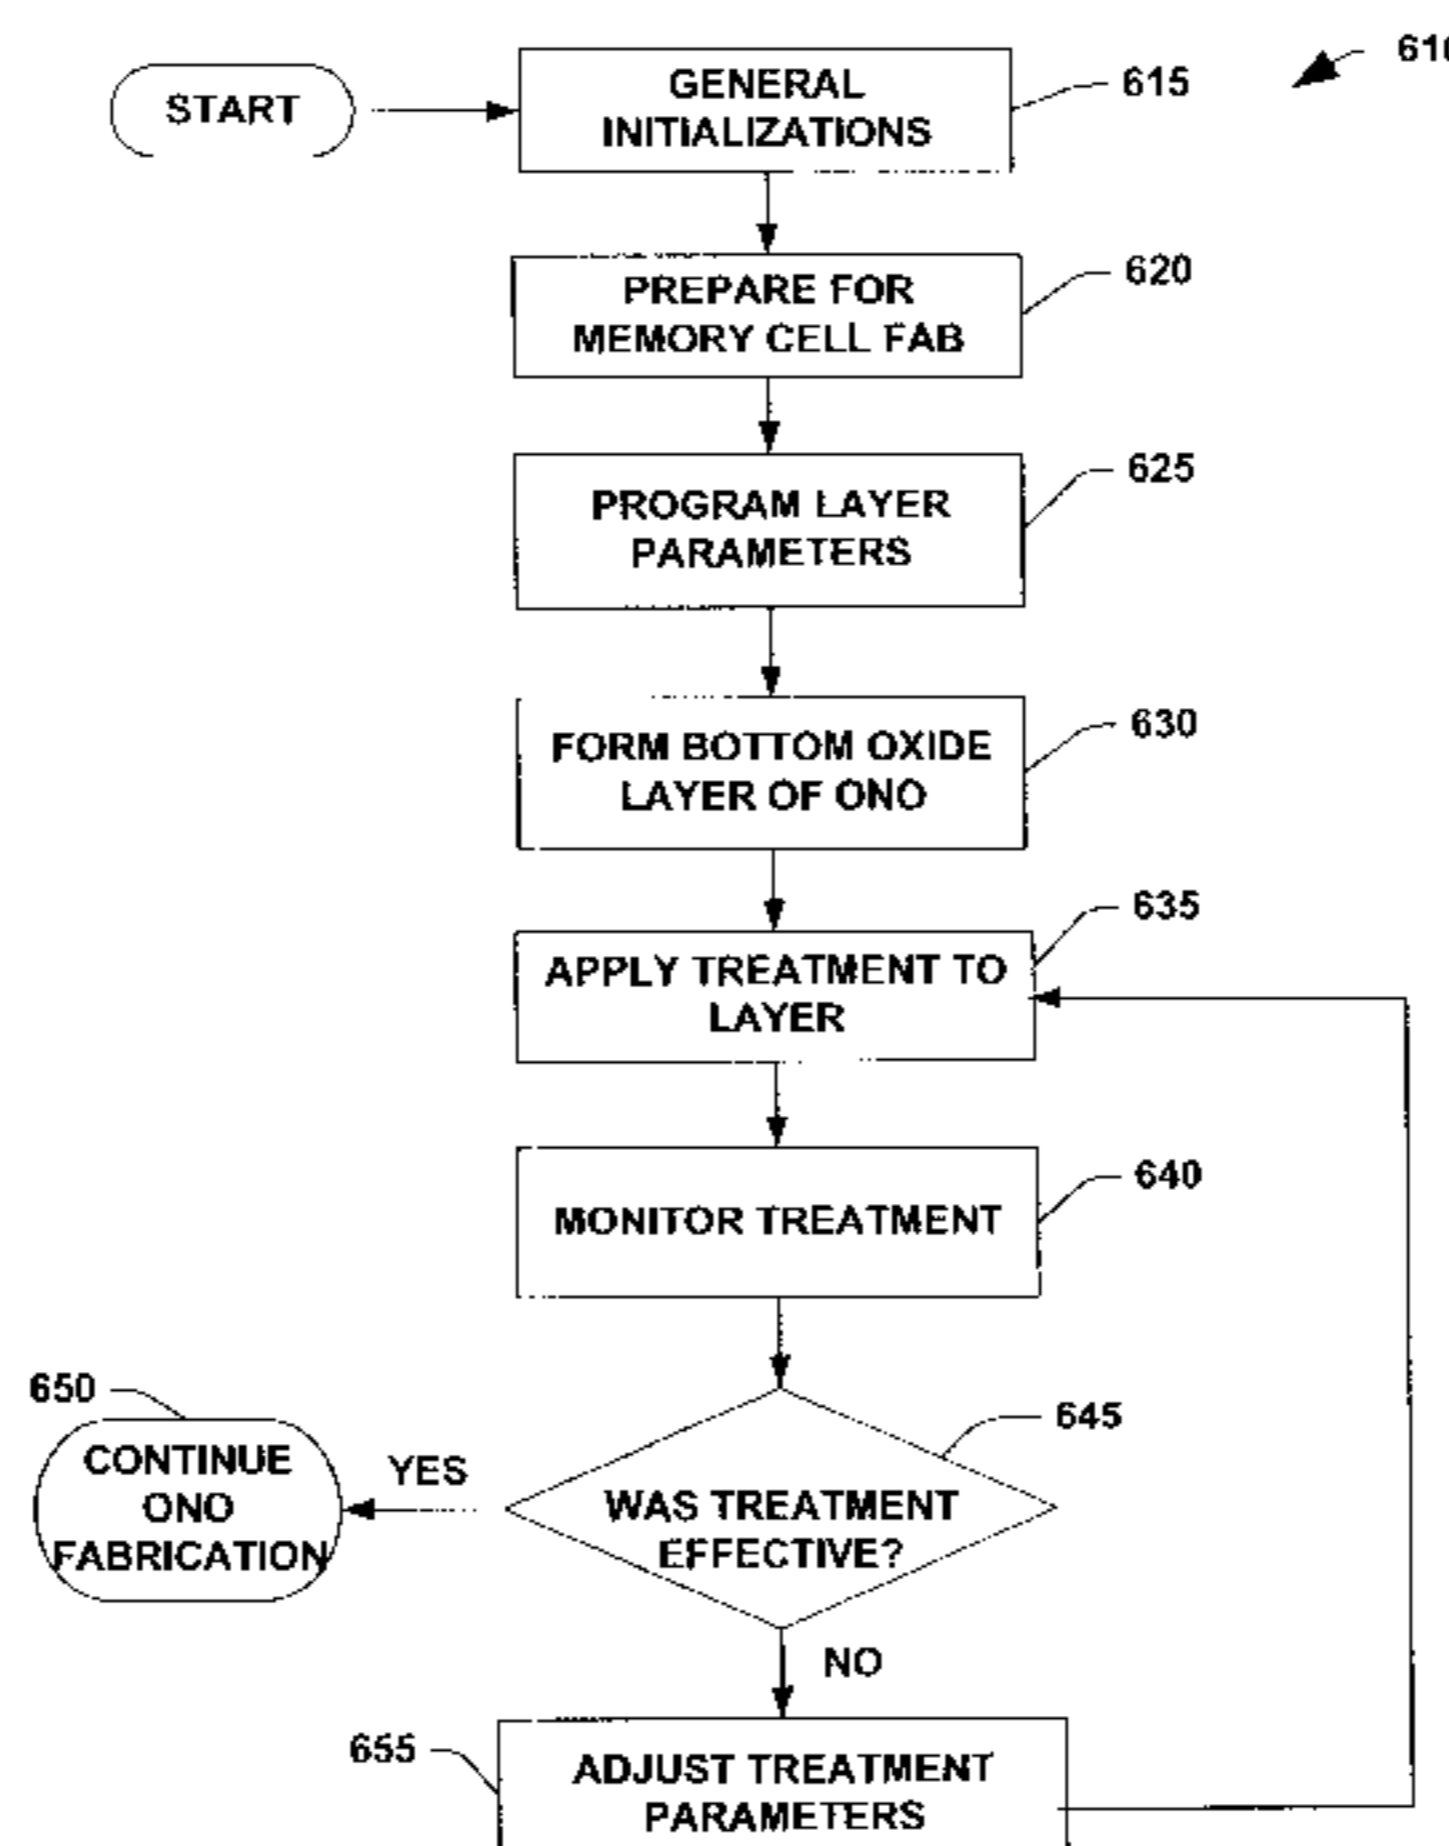 START
GENERAL
INITIALIZATIONS
615
PREPARE FOR
MEMORY CELL FAB
620
PROGRAM LAYER
PARAMETERS
625
FORM BOTTOM OXIDE
LAYER OF ONO
630
APPLY TREATMENT TO
LAYER
635
MONITOR TREATMENT
640
WAS TREATMENT
EFFECTIVE?
645
YES
650
CONTINUE
ONO
FABRICATION
NO
655
ADJUST TREATMENT
PARAMETERS